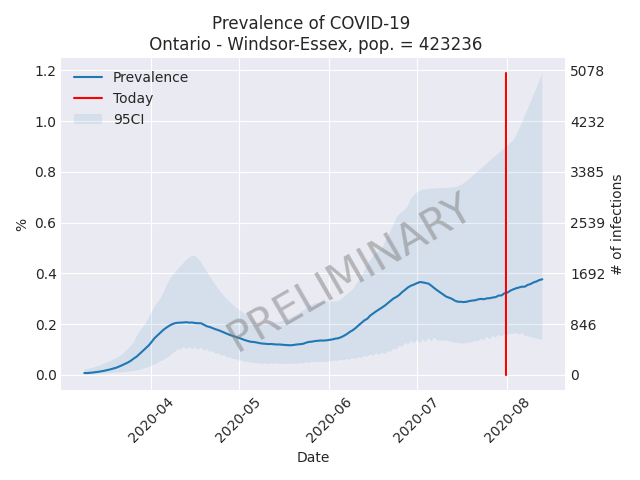 Prevalence of COVID-19
Ontario - Windsor-Essex, pop. = 423236
Prevalence
Today
95CI
PRELIMINARY
%
1.2
1.0
0.8
0.6
0.4
0.2
0.0
5078
4232
3385
2539
1692
846
0
# of infections
2020-04
2020-05
2020-06
2020-07
2020-08
Date